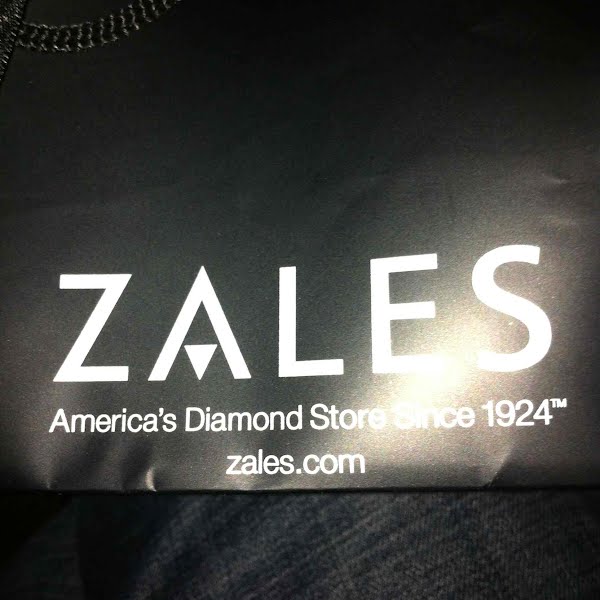 ZALES
America's Diamond Store Since 1924™
zales.com